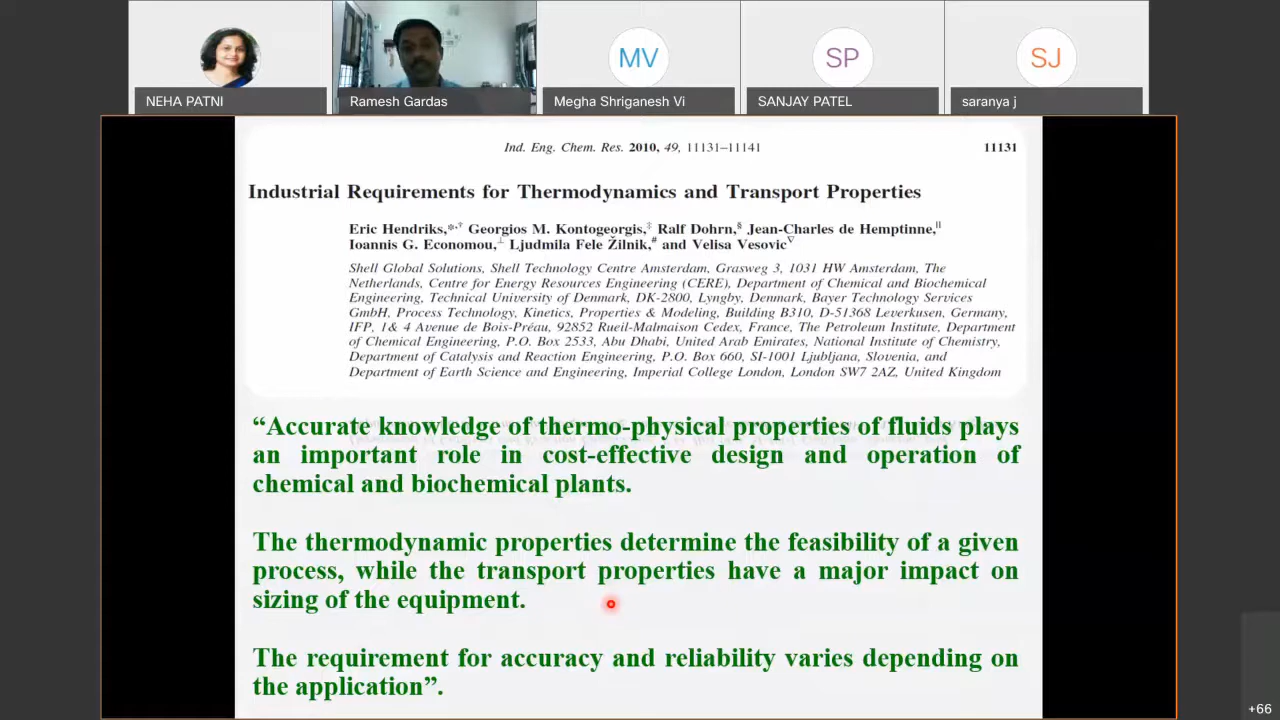 MV
SP
SJ
NEHA PATNI
Ramesh Gardas
Megha Shriganesh Vi
SANJAY PATEL
saranya j
Ind. Eng. Chem. Res. 2010, 49, 11131–11141
11131
Industrial Requirements for Thermodynamics and Transport Properties
Eric Hendriks,*,† Georgios M. Kontogeorgis,‡ Ralf Dohrn,§ Jean-Charles de Hemptinne,||
Ioannis G. Economou,⊥ Ljudmila Fele Žilnik,# and Velisa Vesovic∇
Shell Global Solutions, Shell Technology Centre Amsterdam, Grasweg 3, 1031 HW Amsterdam, The
Netherlands, Centre for Energy Resources Engineering (CERE), Department of Chemical and Biochemical
Engineering, Technical University of Denmark, DK-2800, Lyngby, Denmark, Bayer Technology Services
GmbH, Process Technology, Kinetics, Properties & Modeling, Building B310, D-51368 Leverkusen, Germany,
IFP, 1& 4 Avenue de Bois-Préau, 92852 Rueil-Malmaison Cedex, France, The Petroleum Institute, Department
of Chemical Engineering, P.O. Box 2533, Abu Dhabi, United Arab Emirates, National Institute of Chemistry,
Department of Catalysis and Reaction Engineering, P.O. Box 660, SI-1001 Ljubljana, Slovenia, and
Department of Earth Science and Engineering, Imperial College London, London SW7 2AZ, United Kingdom
“Accurate knowledge of thermo-physical properties of fluids plays
an important role in cost-effective design and operation of
chemical and biochemical plants.
The thermodynamic properties determine the feasibility of a given
process, while the transport properties have a major impact on
sizing of the equipment.
The requirement for accuracy and reliability varies depending on
the application”.
+66